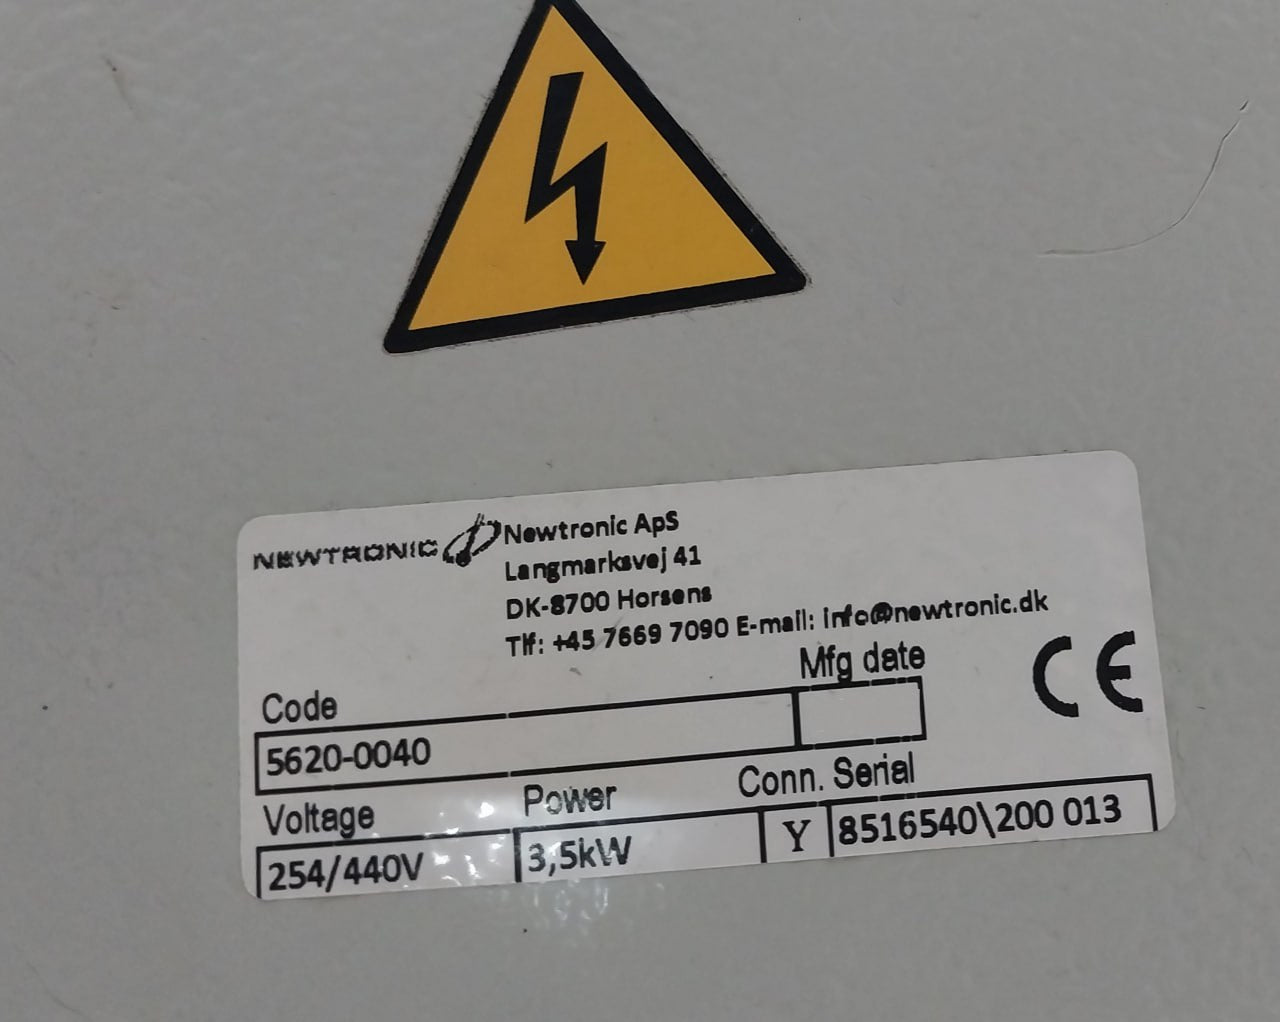 NEWTRONIC
Newtronic ApS
Langmarksvej 41
DK-8700 Horsens
Tlf: +45 7669 7090 E-mail: info@newtronic.dk
Code
Mfg date
CE
5620-0040
Voltage
Power
Conn.
Serial
254/440V
3,5kW
Y
8516540\200 013